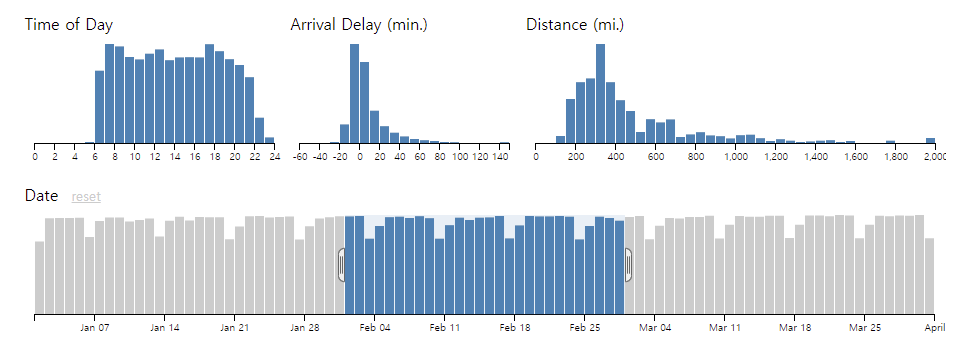 Time of Day Arrival Delay (min.) Distance (mi.)
0 2 4 6 8 10 12 14 16 18 20 22 24 -60 -40 -20 0 20 40 60 80 100 120 140 0 200 400 600 800 1,000 1,200 1,400 1,600 1,800 2,000
Date reset
Jan 07 Jan 14 Jan 21 Jan 28 Feb 04 Feb 11 Feb 18 Feb 25 Mar 04 Mar 11 Mar 18 Mar 25 April